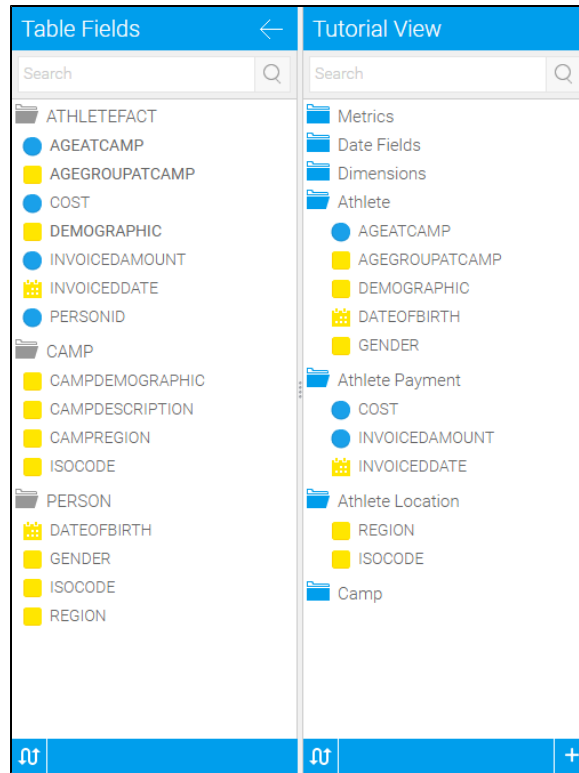 Table Fields
Search
ATHLETEFACT
AGEATCAMP
AGEGROUPATCAMP
COST
DEMOGRAPHIC
INVOICEDAMOUNT
INVOICEDDATE
PERSONID
CAMP
CAMPDEMOGRAPHIC
CAMPDESCRIPTION
CAMPREGION
ISOCODE
PERSON
DATEOFBIRTH
GENDER
ISOCODE
REGION
Tutorial View
Search
Metrics
Date Fields
Dimensions
Athlete
AGEATCAMP
AGEGROUPATCAMP
DEMOGRAPHIC
DATEOFBIRTH
GENDER
Athlete Payment
COST
INVOICEDAMOUNT
INVOICEDDATE
Athlete Location
REGION
ISOCODE
Camp